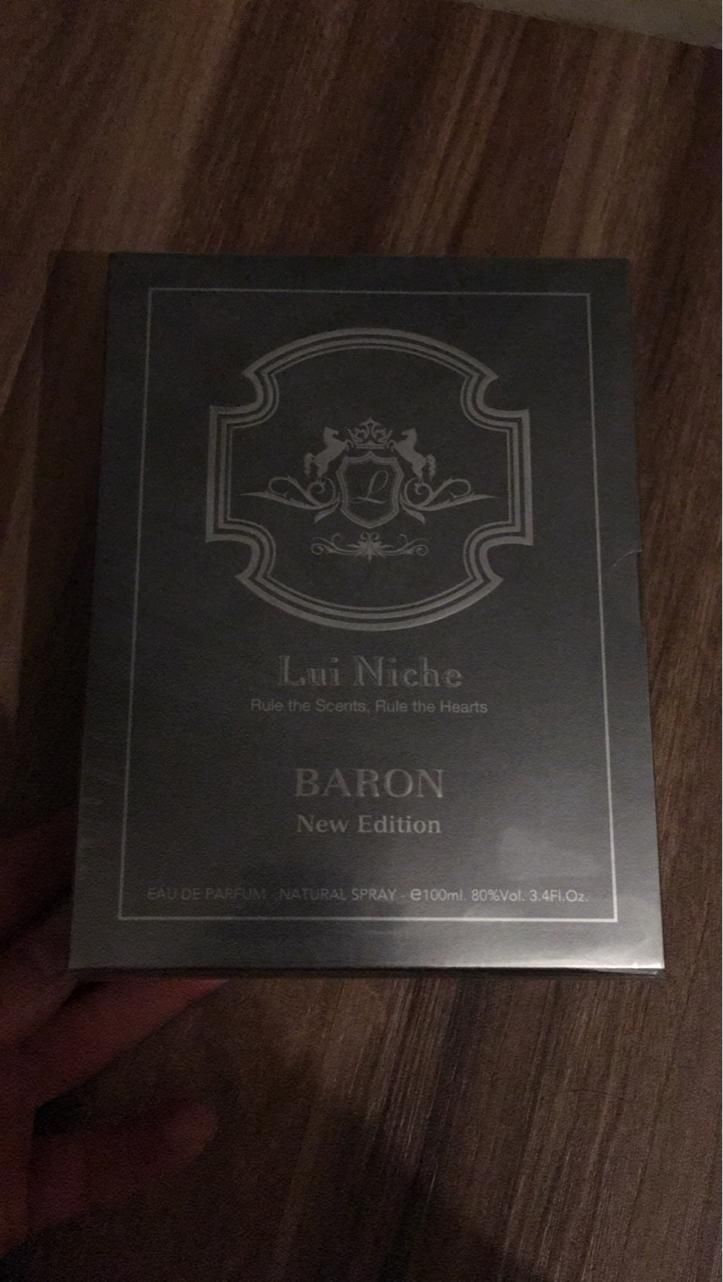 L
Lui Niche
Rule the Scents, Rule the Hearts
BARON
New Edition
EAU DE PARFUM - NATURAL SPRAY - e100ml. 80%Vol. 3.4Fl.Oz.